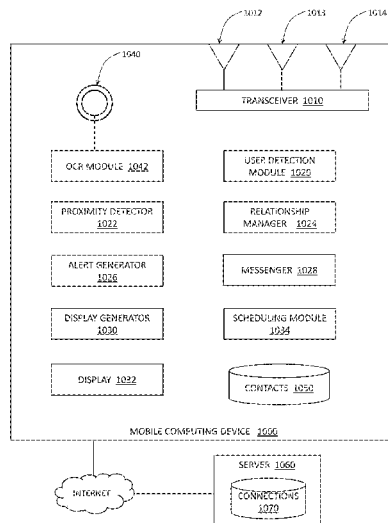 1012
1013
1014
1040
TRANSCEIVER 1010
OCR MODULE 1042
USER DETECTION
MODULE 1020
PROXIMITY DETECTOR
1022
RELATIONSHIP
MANAGER 1024
ALERT GENERATOR
1026
MESSENGER 1028
DISPLAY GENERATOR
1030
SCHEDULING MODULE
1034
DISPLAY 1032
CONTACTS 1050
MOBILE COMPUTING DEVICE 1000
INTERNET
SERVER 1060
CONNECTIONS
1070